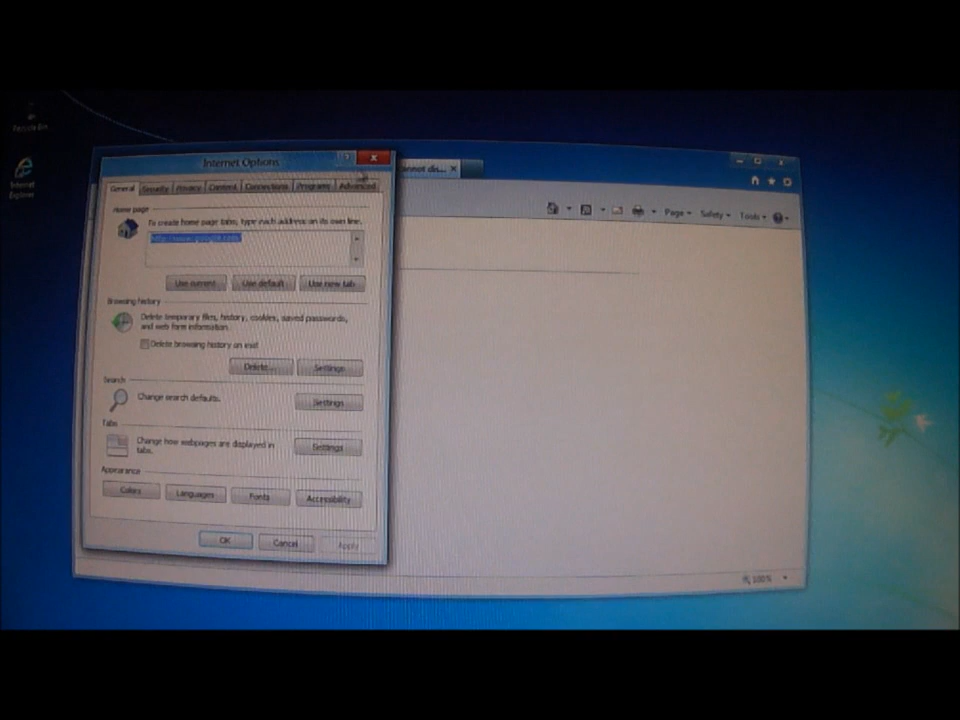 Recycle Bin
Internet
Explorer
Internet Options
General Security Privacy Content Connections Programs Advanced
Home page
To create home page tabs, type each address on its own line.
Use current Use default Use new tab
Browsing history
Delete temporary files, history, cookies, saved passwords,
and web form information.
Delete browsing history on exit
Delete... Settings
Search
Change search defaults.
Settings
Tabs
Change how webpages are displayed in
tabs.
Settings
Appearance
Colors Languages Fonts Accessibility
OK Cancel Apply
annot dis...
Page Safety Tools
100%